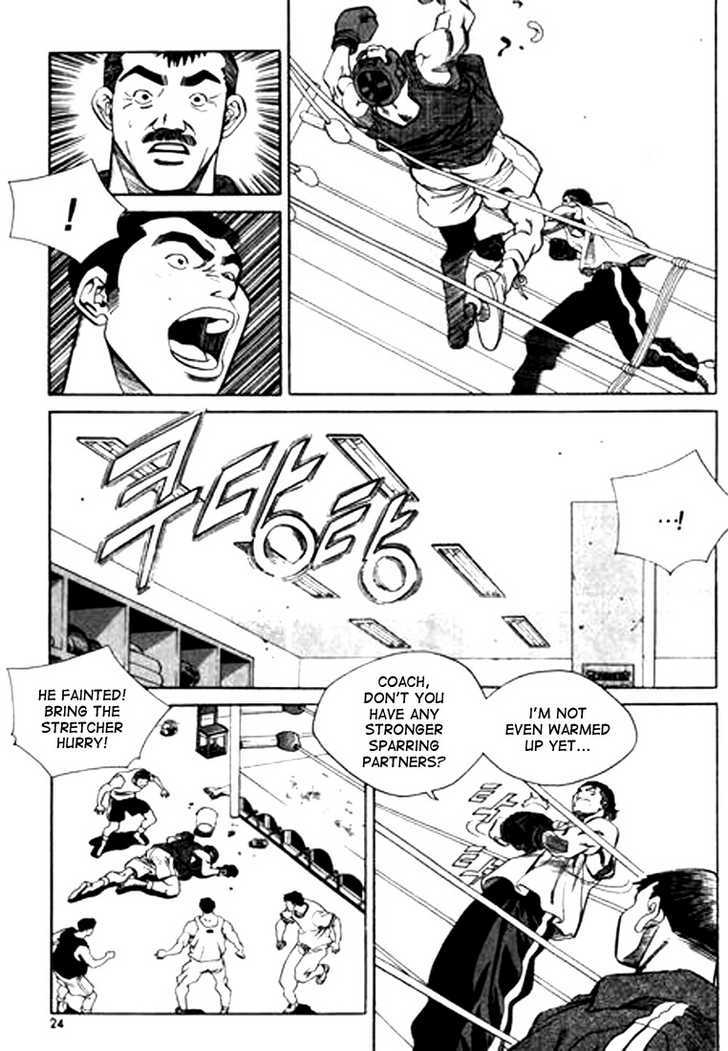 !
쿠당탕
...!
HE FAINTED!
BRING THE
STRETCHER
HURRY!
COACH,
DON'T YOU
HAVE ANY
STRONGER
SPARRING
PARTNERS?
I'M NOT
EVEN WARMED
UP YET...
24